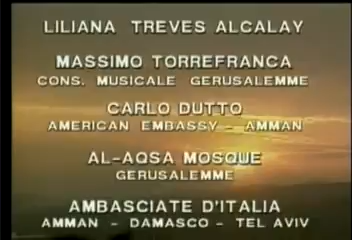 LILIANA TREVES ALCALAY
MASSIMO TORREFRANCA
CONS. MUSICALE GERUSALEMME
CARLO DUTTO
AMERICAN EMBASSY - AMMAN
AL-AQSA MOSQUE
GERUSALEMME
AMBASCIATE D'ITALIA
AMMAN - DAMASCO - TEL AVIV